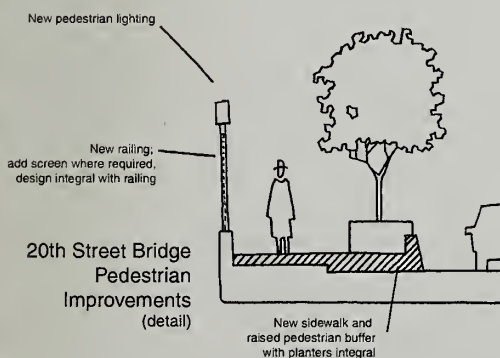 New pedestrian lighting
New railing;
add screen where required,
design integral with railing
20th Street Bridge
Pedestrian
Improvements
(detail)
New sidewalk and
raised pedestrian buffer
with planters integral